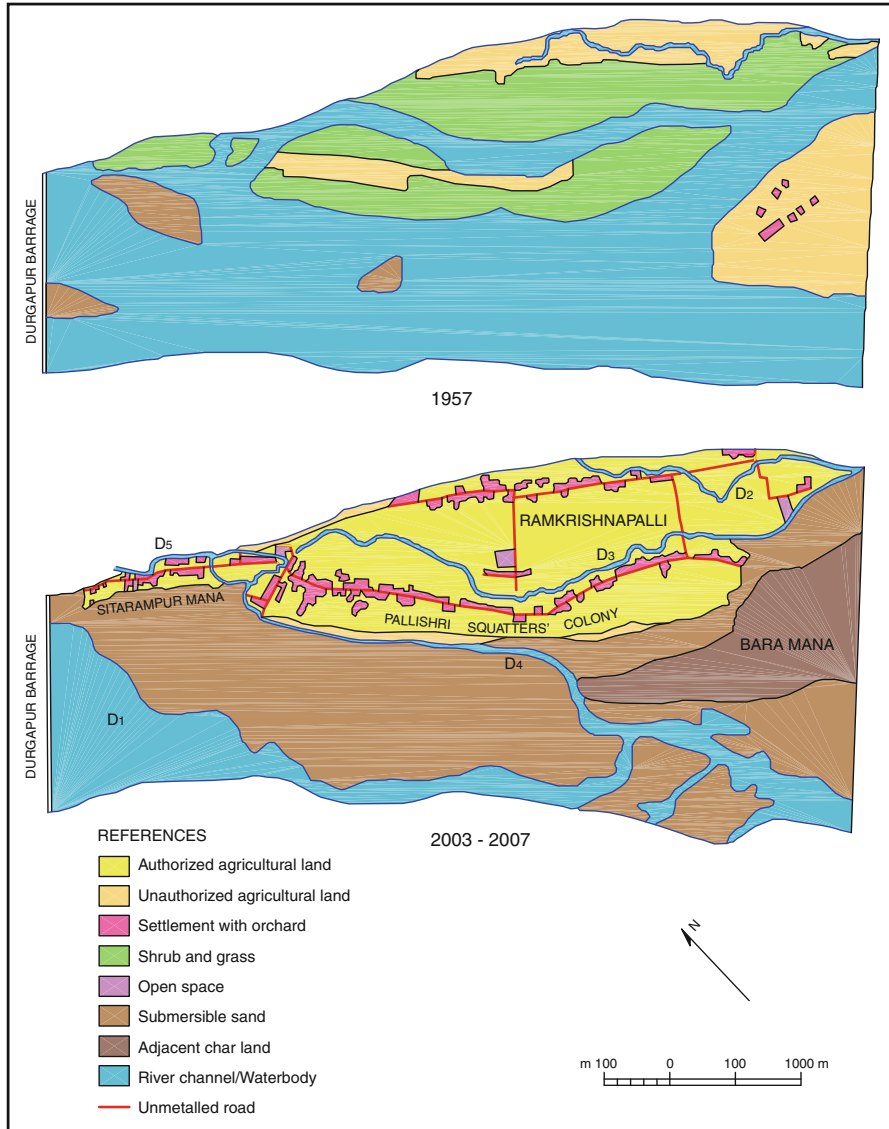 DURGAPUR BARRAGE
1957
D5
D2
RAMKRISHNAPALLI
D3
SITARAMPUR MANA
PALLISHRI SQUATTERS' COLONY
BARA MANA
D4
D1
DURGAPUR BARRAGE
REFERENCES
2003 - 2007
Authorized agricultural land
Unauthorized agricultural land
Settlement with orchard
Shrub and grass
Open space
Submersible sand
Adjacent char land
River channel/Waterbody
Unmetalled road
N
m 100 0 100 1000 m